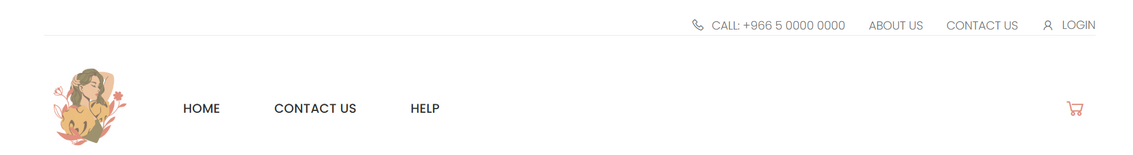 CALL: +966 5 0000 0000 ABOUT US CONTACT US LOGIN
HOME CONTACT US HELP